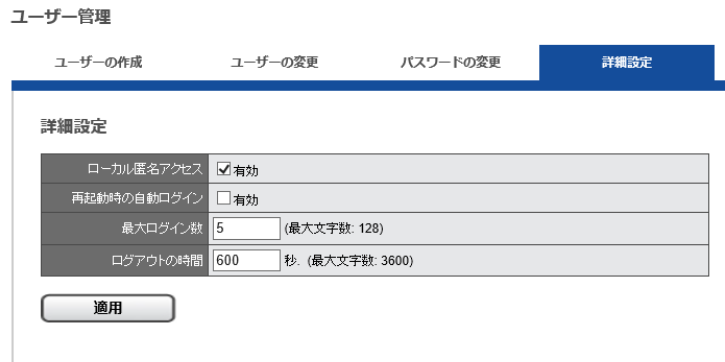 ユーザー管理
ユーザーの作成 ユーザーの変更 パスワードの変更 詳細設定
詳細設定
ローカル匿名アクセス 有効
再起動時の自動ログイン 有効
最大ログイン数 5 (最大文字数: 128)
ログアウトの時間 600 秒. (最大文字数: 3600)
適用